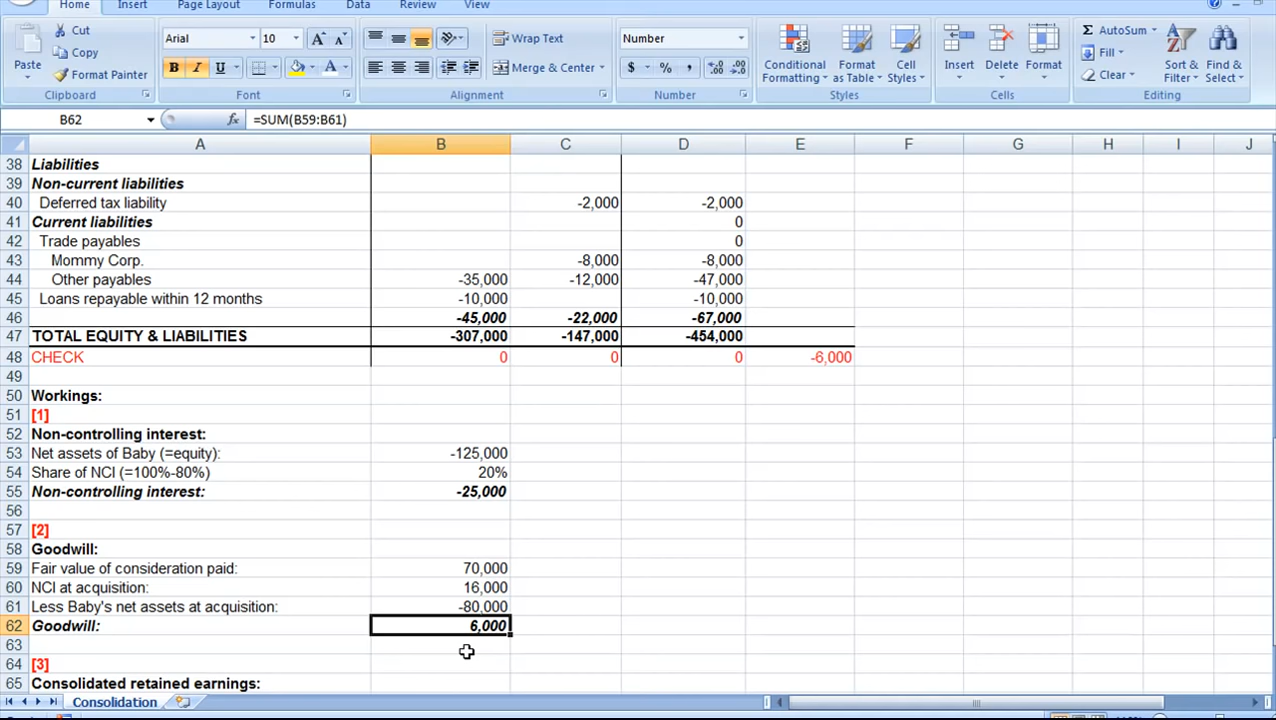 Home Insertion Page Layout Formulas Data Review View
Paste
Cut
Copy
Format Painter
Clipboard
Arial 10
B I U
Font
Wrap Text
Merge & Center
Alignment
Number
$ % ,
Number
Conditional Formatting
Format as Table
Cell Styles
Styles
Insert
Delete
Format
Cells
AutoSum
Fill
Clear
Sort & Filter
Find & Select
Editing
B62 fx =SUM(B59:B61)
A B C D E F G H I J
38 Liabilities
39 Non-current liabilities
40 Deferred tax liability -2,000 -2,000
41 Current liabilities 0
42 Trade payables 0
43 Mommy Corp. -8,000 -8,000
44 Other payables -35,000 -12,000 -47,000
45 Loans repayable within 12 months -10,000 -10,000
46 -45,000 -22,000 -67,000
47 TOTAL EQUITY & LIABILITIES -307,000 -147,000 -454,000
48 CHECK 0 0 0 -6,000
49
50 Workings:
51 [1]
52 Non-controlling interest:
53 Net assets of Baby (=equity): -125,000
54 Share of NCI (=100%-80%) 20%
55 Non-controlling interest: -25,000
56
57 [2]
58 Goodwill:
59 Fair value of consideration paid: 70,000
60 NCI at acquisition: 16,000
61 Less Baby's net assets at acquisition: -80,000
62 Goodwill: 6,000
63
64 [3]
65 Consolidated retained earnings:
Consolidation